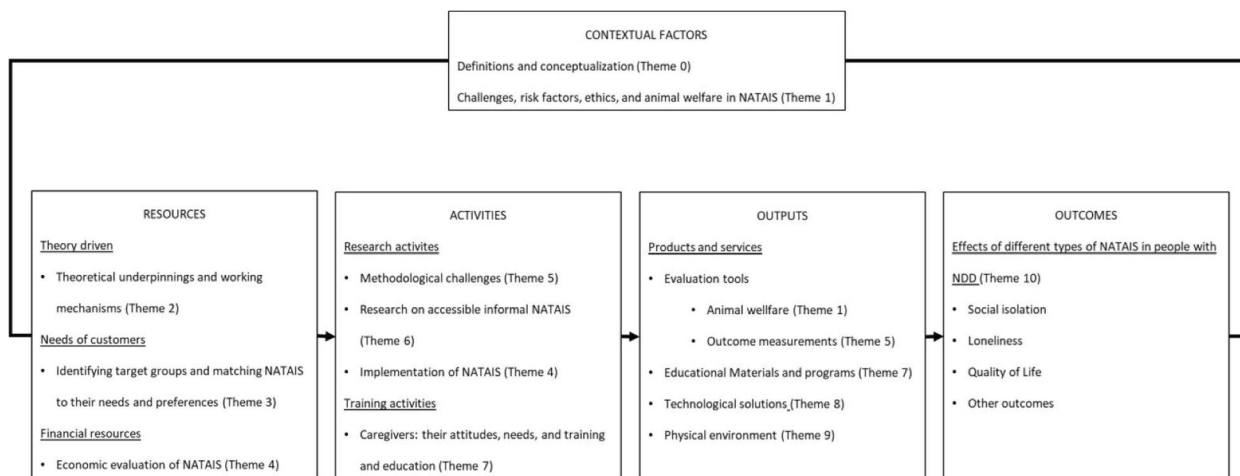 CONTEXTUAL FACTORS
Definitions and conceptualization (Theme 0)
Challenges, risk factors, ethics, and animal welfare in NATAIS (Theme 1)
RESOURCES
Theory driven
• Theoretical underpinnings and working
mechanisms (Theme 2)
Needs of customers
• Identifying target groups and matching NATAIS
to their needs and preferences (Theme 3)
Financial resources
• Economic evaluation of NATAIS (Theme 4)
ACTIVITIES
Research activites
• Methodological challenges (Theme 5)
• Research on accessible informal NATAIS
(Theme 6)
• Implementation of NATAIS (Theme 4)
Training activities
• Caregivers: their attitudes, needs, and training
and education (Theme 7)
OUTPUTS
Products and services
• Evaluation tools
• Animal wellfare (Theme 1)
• Outcome measurements (Theme 5)
• Educational Materials and programs (Theme 7)
• Technological solutions (Theme 8)
• Physical environment (Theme 9)
OUTCOMES
Effects of different types of NATAIS in people with
NDD (Theme 10)
• Social isolation
• Loneliness
• Quality of Life
• Other outcomes